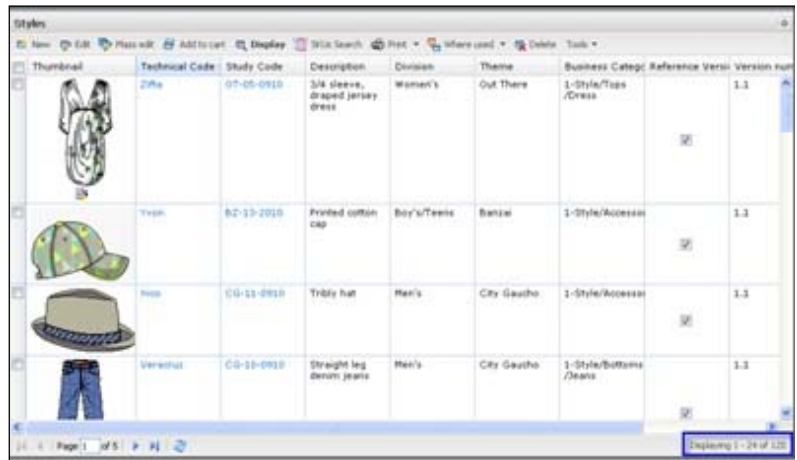 Styles
New Edit Mass edit Add to cart Display SKUs Search Print Where used Delete Tools
Thumbnail Technical Code Study Code Description Division Theme Business Catego Reference Versi Version num
Ziffa 07-05-0910 3/4 sleeve, draped jersey dress Women's Out There 1-Style/Tops /Dress 1.1
Yvon BZ-13-2010 Printed cotton cap Boy's/Teens Banzai 1-Style/Accessor 1.1
CG-11-0910 Trilby hat Men's City Gaucho 1-Style/Accessor 1.1
CG-10-0910 Straight leg denim jeans Men's City Gaucho 1-Style/Bottoms /Jeans 1.1
Page 1 of 5
Displaying 1 - 24 of 120